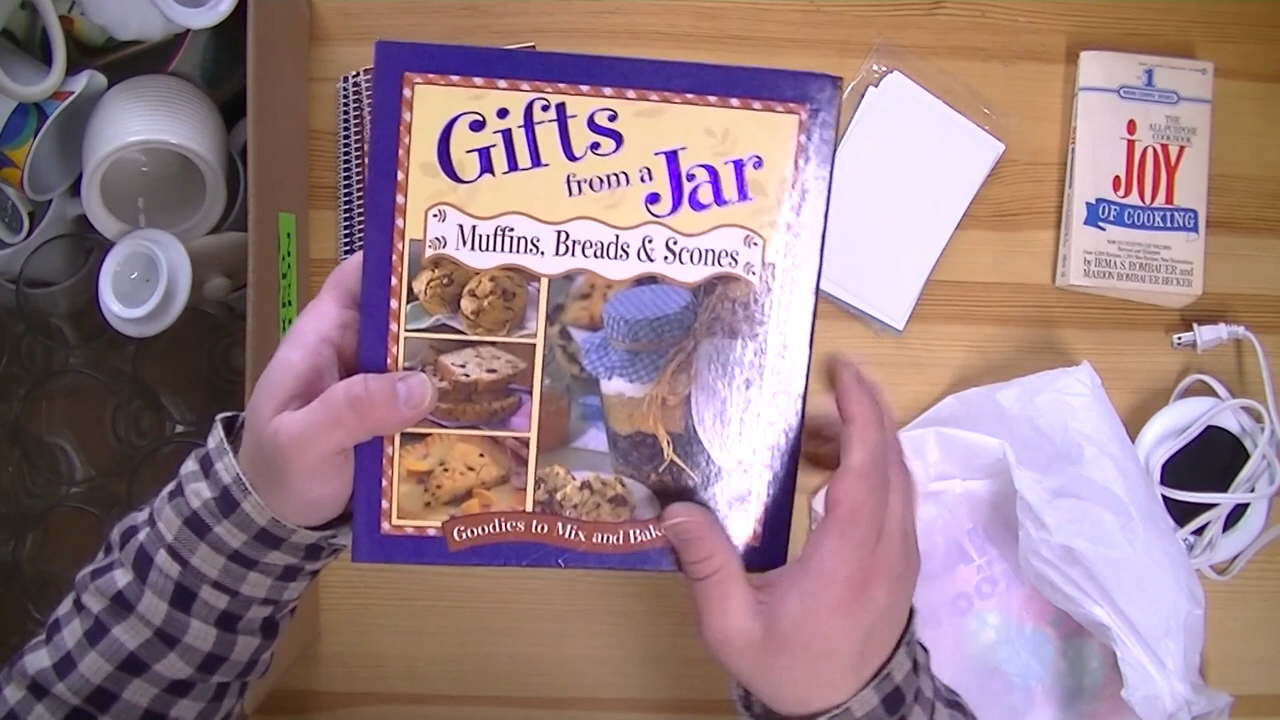 Gifts
from a Jar
Muffins, Breads & Scones
Goodies to Mix and Bake
1
THE
ALL-PURPOSE
COOKBOOK
JOY
OF COOKING
by IRMA S. ROMBAUER and
MARION ROMBAUER BECKER